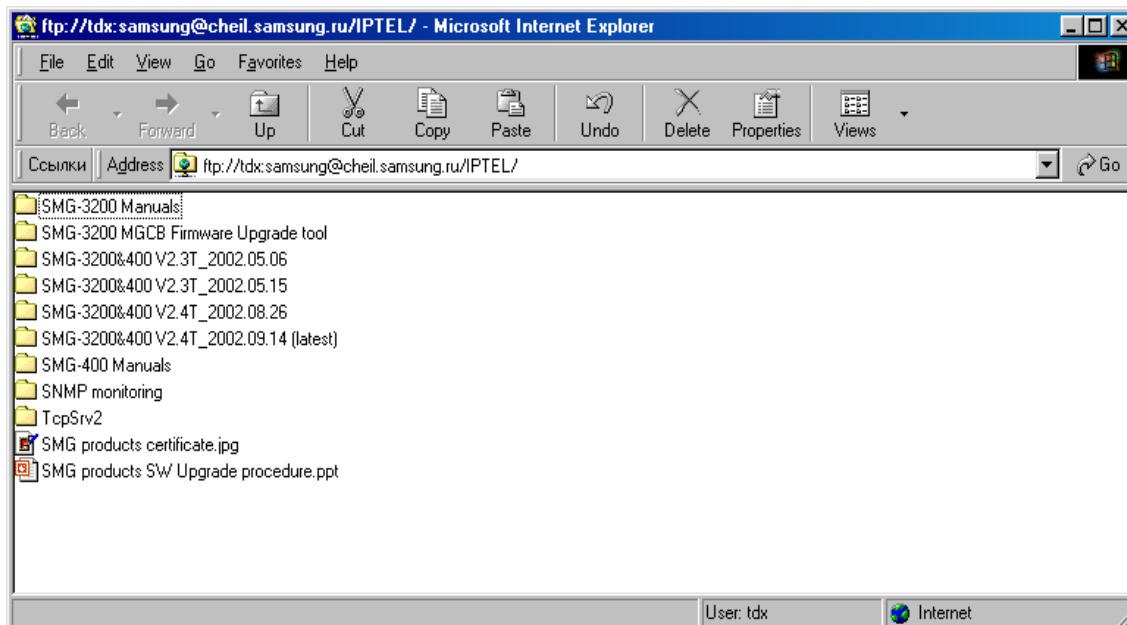 ftp://tdx:samsung@cheil.samsung.ru/IPTEL/ - Microsoft Internet Explorer
File Edit View Go Favorites Help
Back Forward Up Cut Copy Paste Undo Delete Properties Views
Ссылки Address ftp://tdx:samsung@cheil.samsung.ru/IPTEL/ Go
SMG-3200 Manuals
SMG-3200 MGCB Firmware Upgrade tool
SMG-3200&400 V2.3T_2002.05.06
SMG-3200&400 V2.3T_2002.05.15
SMG-3200&400 V2.4T_2002.08.26
SMG-3200&400 V2.4T_2002.09.14 (latest)
SMG-400 Manuals
SNMP monitoring
TcpSrv2
SMG products certificate.jpg
SMG products SW Upgrade procedure.ppt
User: tdx Internet